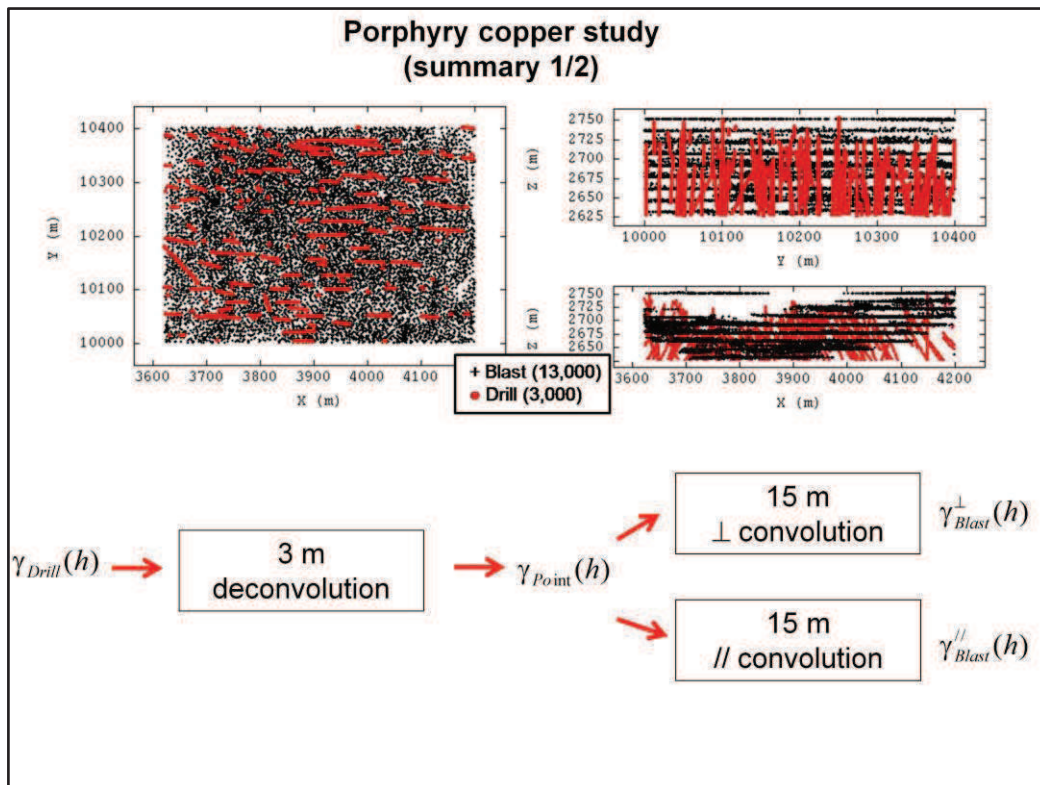 Porphyry copper study
(summary 1/2)
10400
10300
10200
10100
10000
Y (m)
3600 3700 3800 3900 4000 4100
X (m)
2750
2725
2700
2675
2650
2625
Z (m)
10000 10100 10200 10300 10400
Y (m)
2750
2725
2700
2675
2650
Z (m)
3600 3700 3800 3900 4000 4100 4200
X (m)
+ Blast (13,000)
● Drill (3,000)
γ_Drill(h)
3 m
deconvolution
γ_Point(h)
15 m
⊥ convolution
γ^⊥_Blast(h)
15 m
// convolution
γ^//_Blast(h)